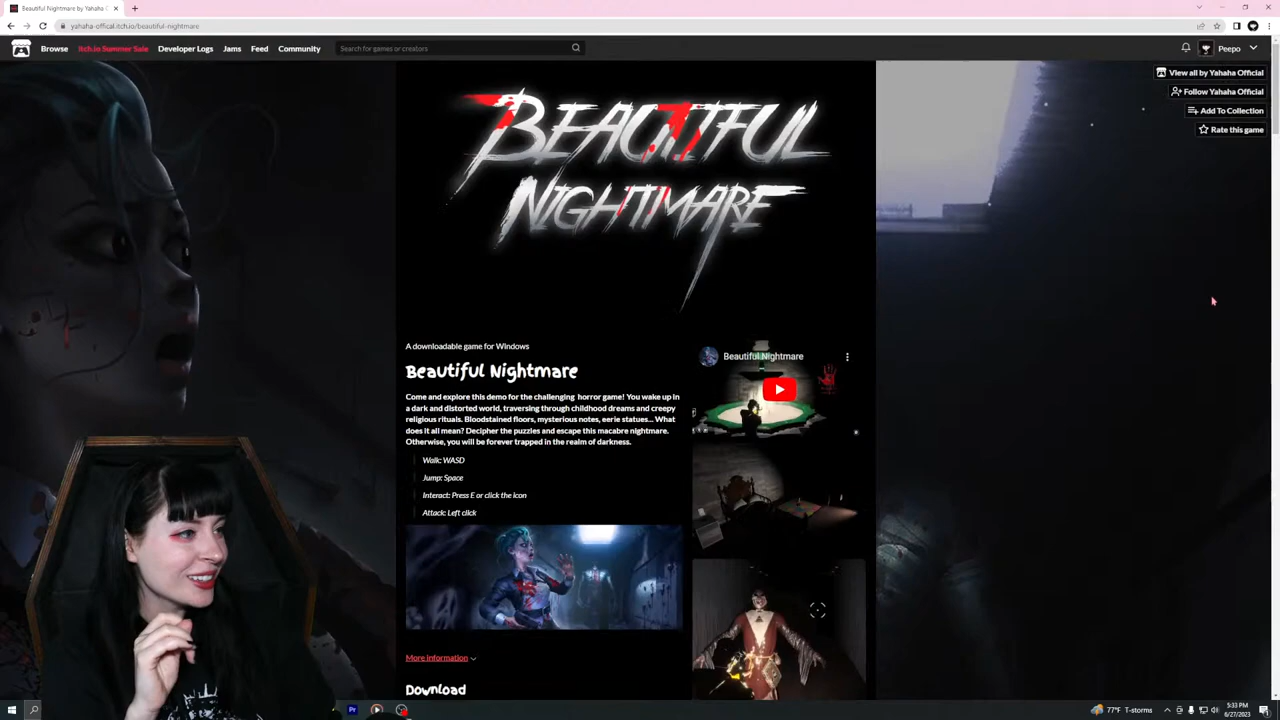 Beautiful Nightmare by Yahaha O
yahaha-offical.itch.io/beautiful-nightmare
Browse
Itch.io Summer Sale
Developer Logs
Jams
Feed
Community
Search for games or creators
Peepo
View all by Yahaha Official
Follow Yahaha Official
Add To Collection
Rate this game
BEAUTIFUL
NIGHTMARE
A downloadable game for Windows
Beautiful Nightmare
Come and explore this demo for the challenging horror game! You wake up in
a dark and distorted world, traversing through childhood dreams and creepy
religious rituals. Bloodstained floors, mysterious notes, eerie statues... What
does it all mean? Decipher the puzzles and escape this macabre nightmare.
Otherwise, you will be forever trapped in the realm of darkness.
Walk: WASD
Jump: Space
Interact: Press E or click the icon
Attack: Left click
Beautiful Nightmare
More information
Download
Pr
77°F T-storms
5:33 PM
6/27/2023